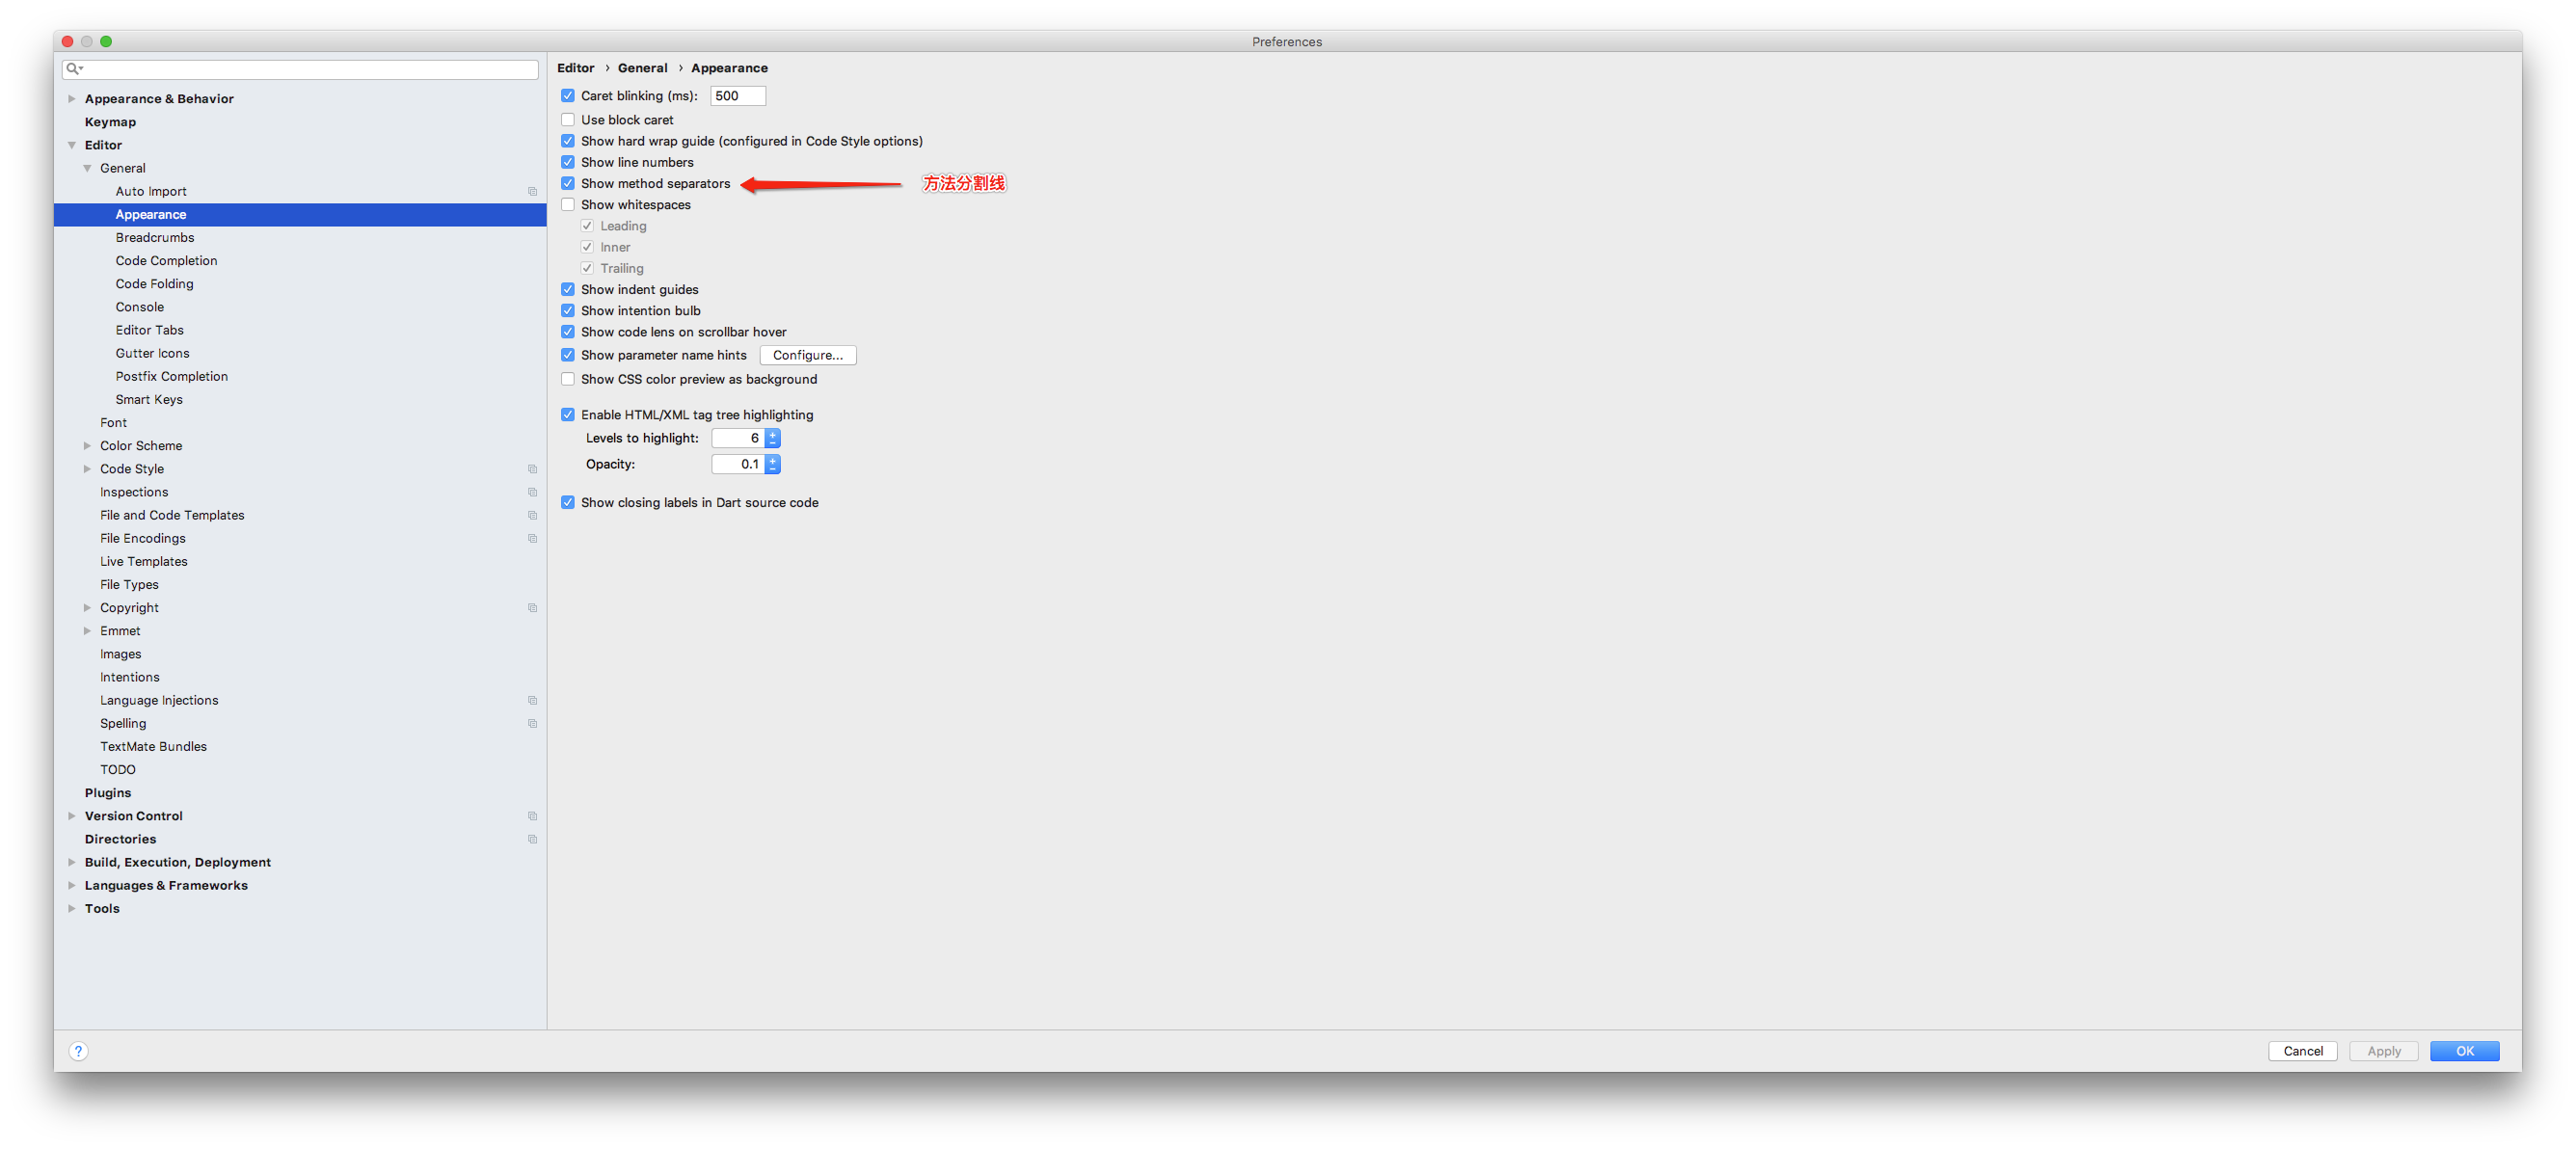 Preferences
Appearance & Behavior
Keymap
Editor
General
Auto Import
Appearance
Breadcrumbs
Code Completion
Code Folding
Console
Editor Tabs
Gutter Icons
Postfix Completion
Smart Keys
Font
Color Scheme
Code Style
Inspections
File and Code Templates
File Encodings
Live Templates
File Types
Copyright
Emmet
Images
Intentions
Language Injections
Spelling
TextMate Bundles
TODO
Plugins
Version Control
Directories
Build, Execution, Deployment
Languages & Frameworks
Tools
Editor › General › Appearance
Caret blinking (ms): 500
Use block caret
Show hard wrap guide (configured in Code Style options)
Show line numbers
Show method separators 方法分割线
Show whitespaces
Leading
Inner
Trailing
Show indent guides
Show intention bulb
Show code lens on scrollbar hover
Show parameter name hints Configure...
Show CSS color preview as background
Enable HTML/XML tag tree highlighting
Levels to highlight: 6
Opacity: 0.1
Show closing labels in Dart source code
? Cancel Apply OK